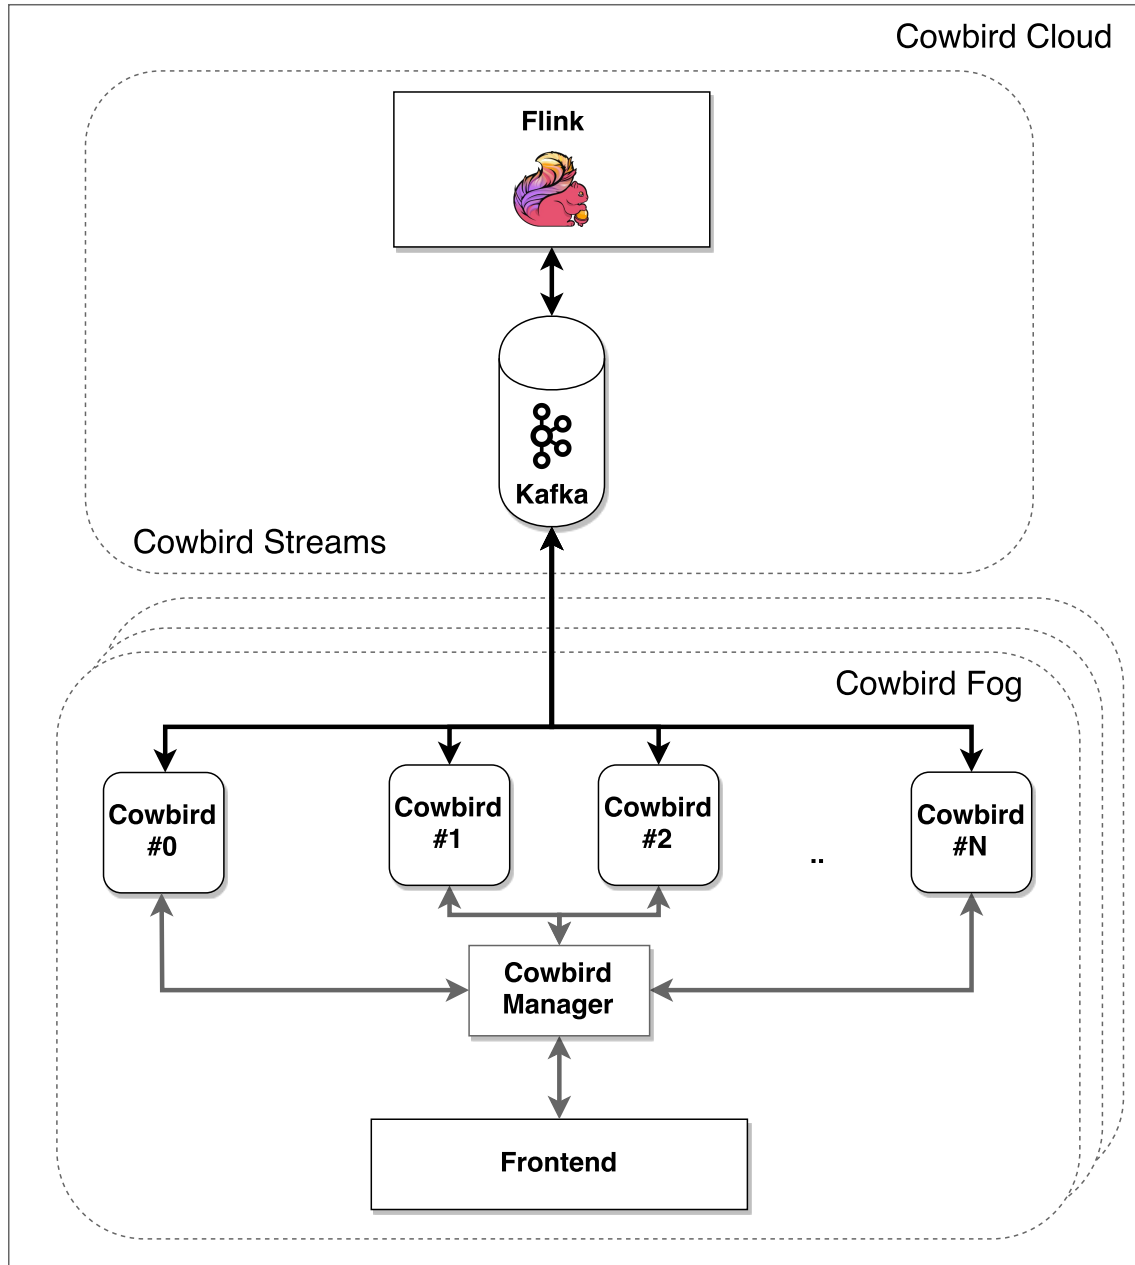 Cowbird Cloud
Flink
Kafka
Cowbird Streams
Cowbird Fog
Cowbird
#0
Cowbird
#1
Cowbird
#2
..
Cowbird
#N
Cowbird
Manager
Frontend